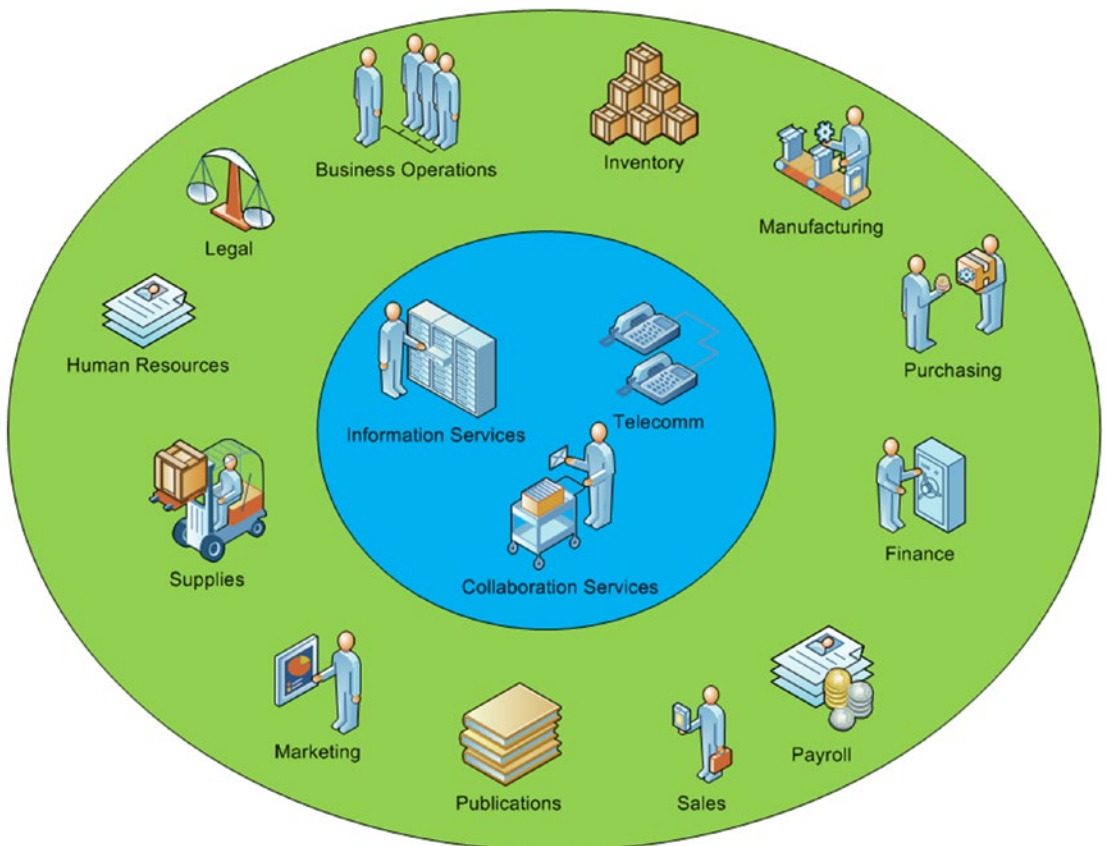 Business Operations
Inventory
Manufacturing
Legal
Human Resources
Purchasing
Information Services
Telecomm
Supplies
Finance
Collaboration Services
Marketing
Publications
Sales
Payroll